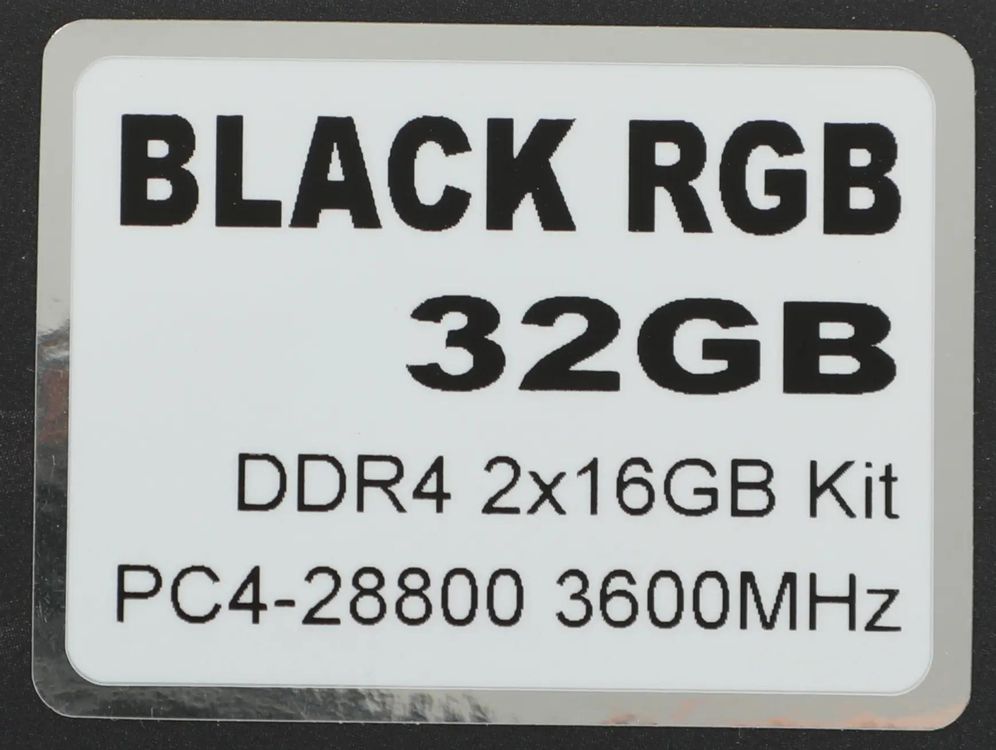 BLACK RGB
32GB
DDR4 2x16GB Kit
PC4-28800 3600MHz